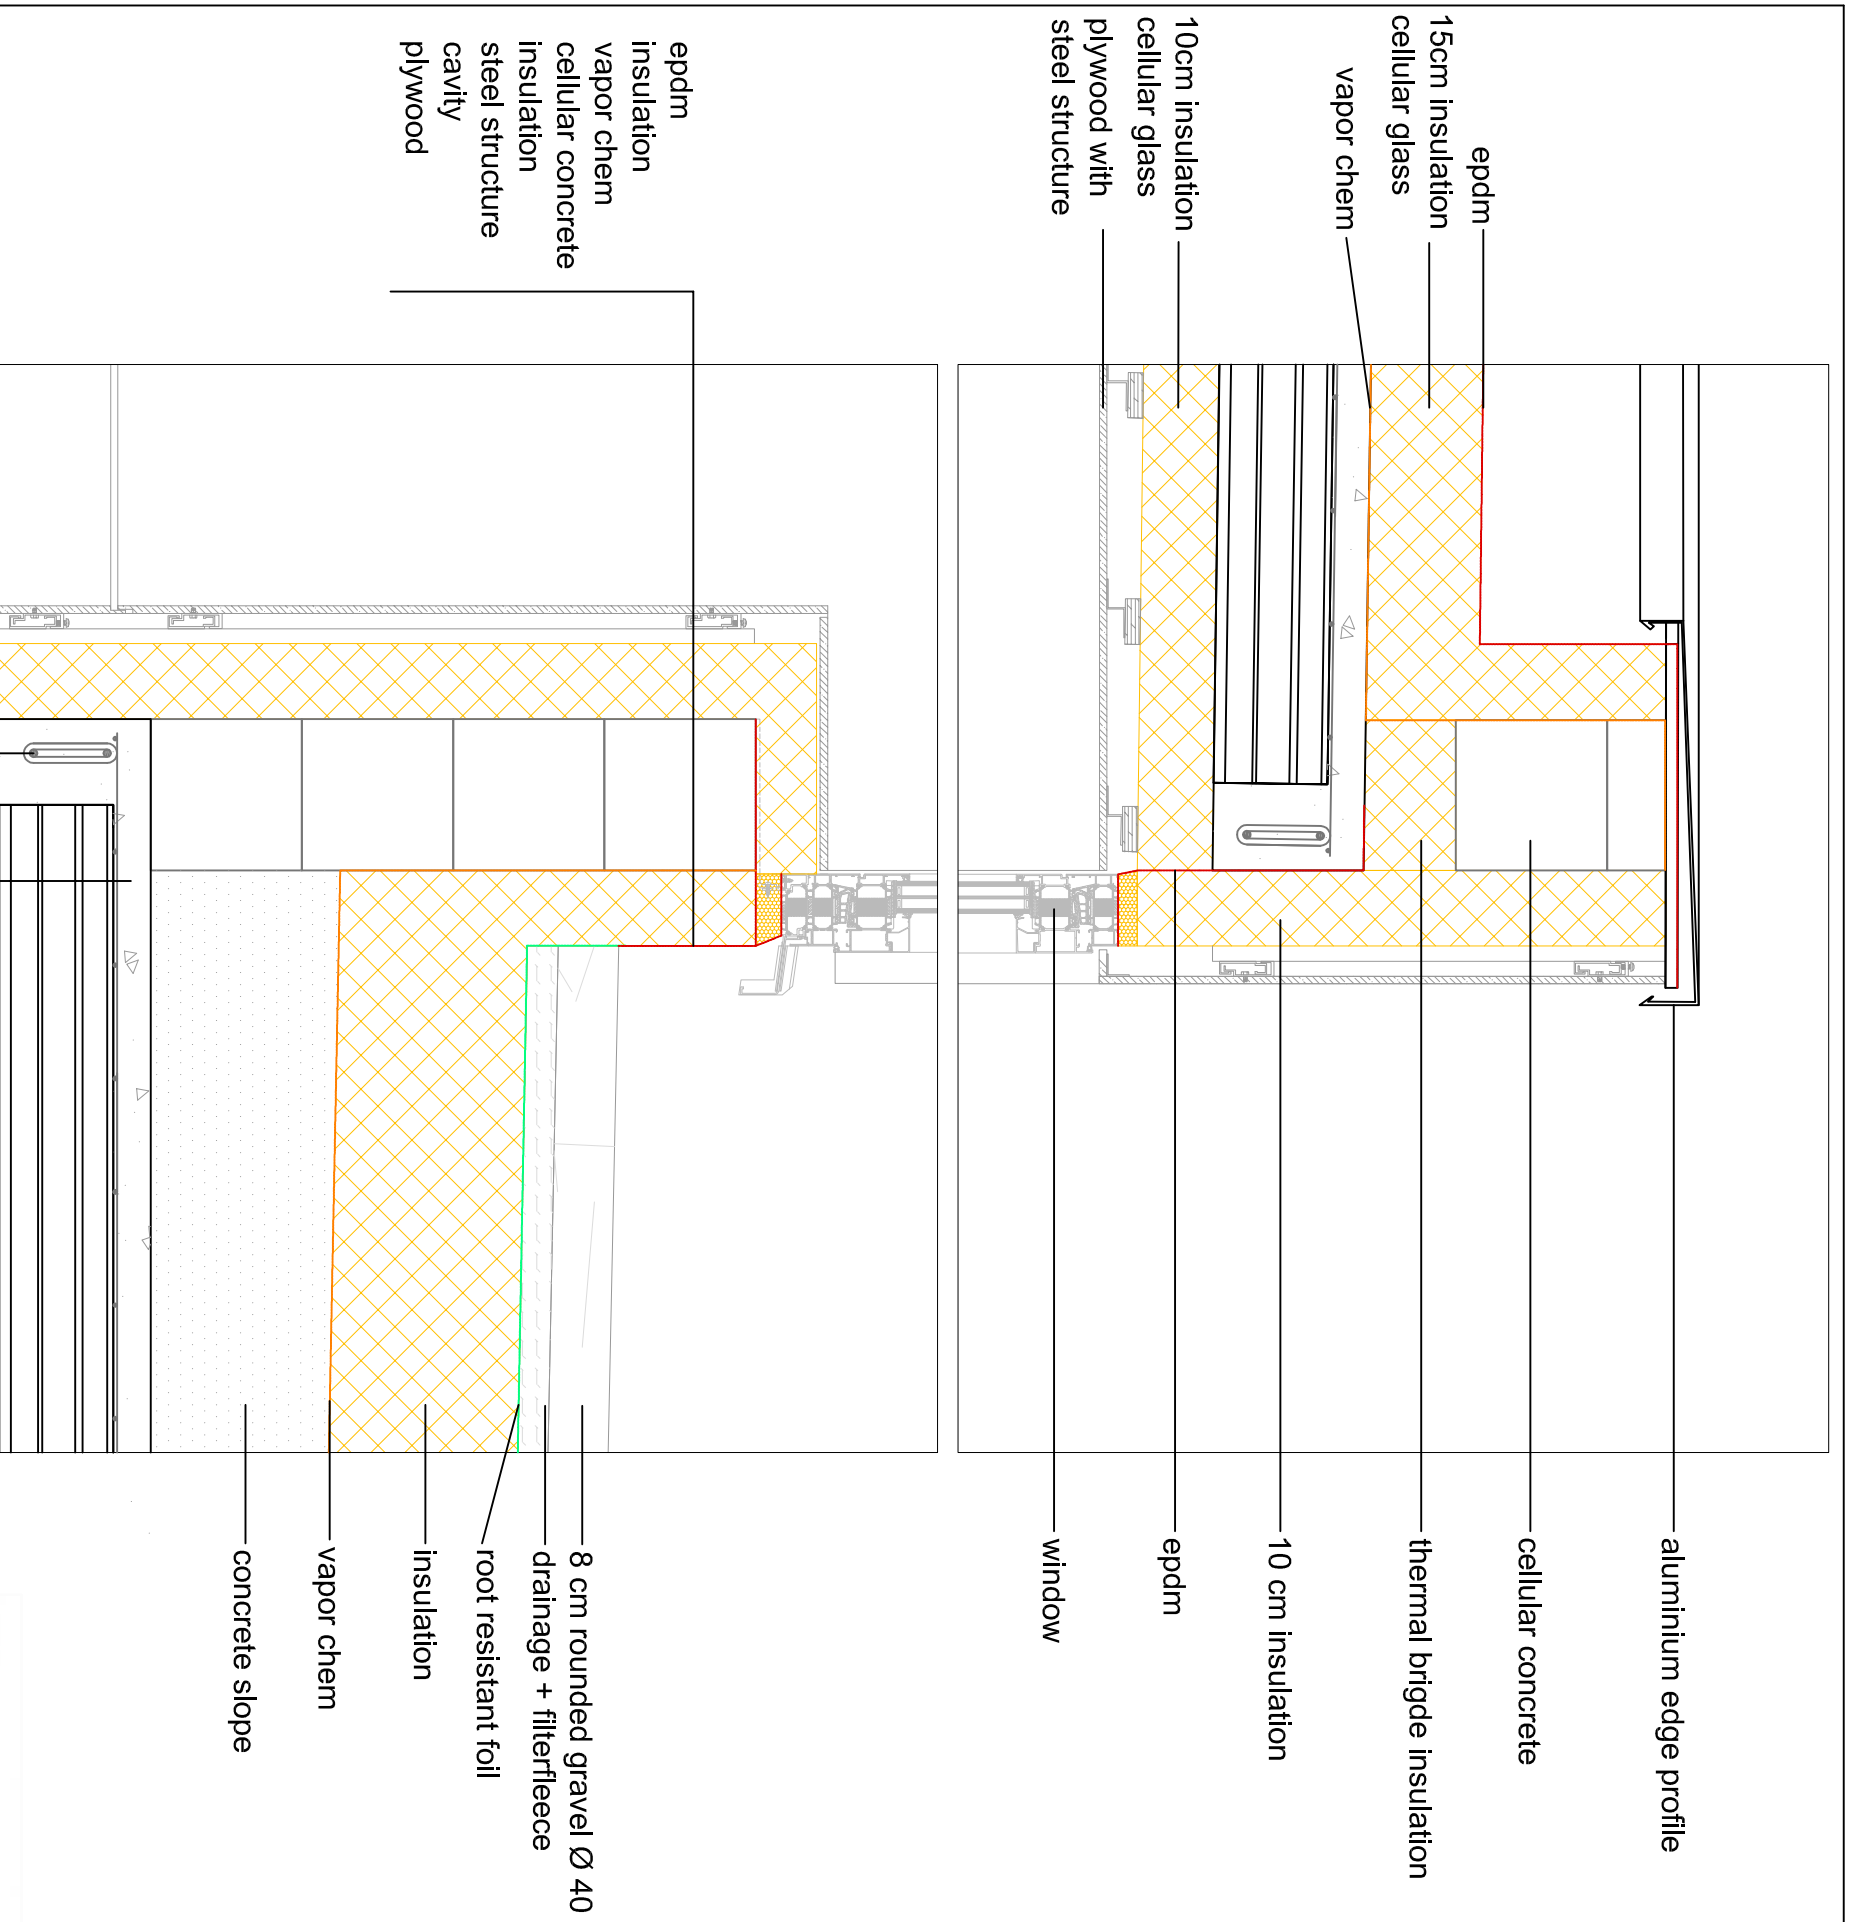 epdm
15cm insulation
cellular glass
vapor chem
10cm insulation
cellular glass
plywood with
steel structure
aluminium edge profile
cellular concrete
thermal brigde insulation
10 cm insulation
epdm
window
epdm
insulation
vapor chem
cellular concrete
insulation
steel structure
cavity
plywood
8 cm rounded gravel Ø 40
drainage + filterfleece
root resistant foil
insulation
vapor chem
concrete slope